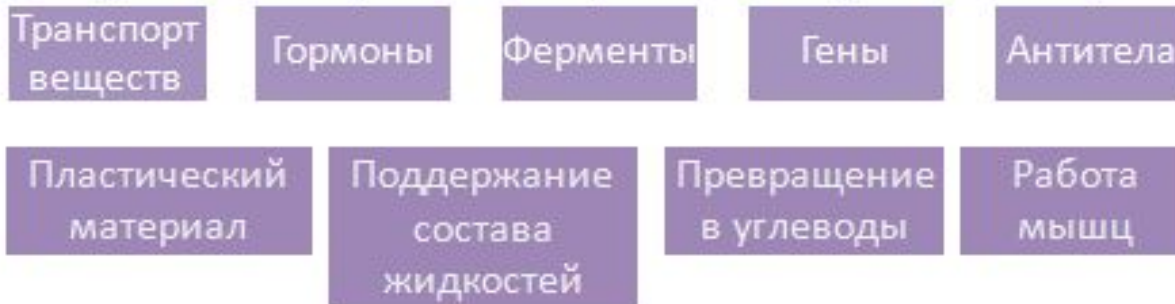 Транспорт
веществ
Гормоны
Ферменты
Гены
Антитела
Пластический
материал
Поддержание
состава
жидкостей
Превращение
в углеводы
Работа
мышц